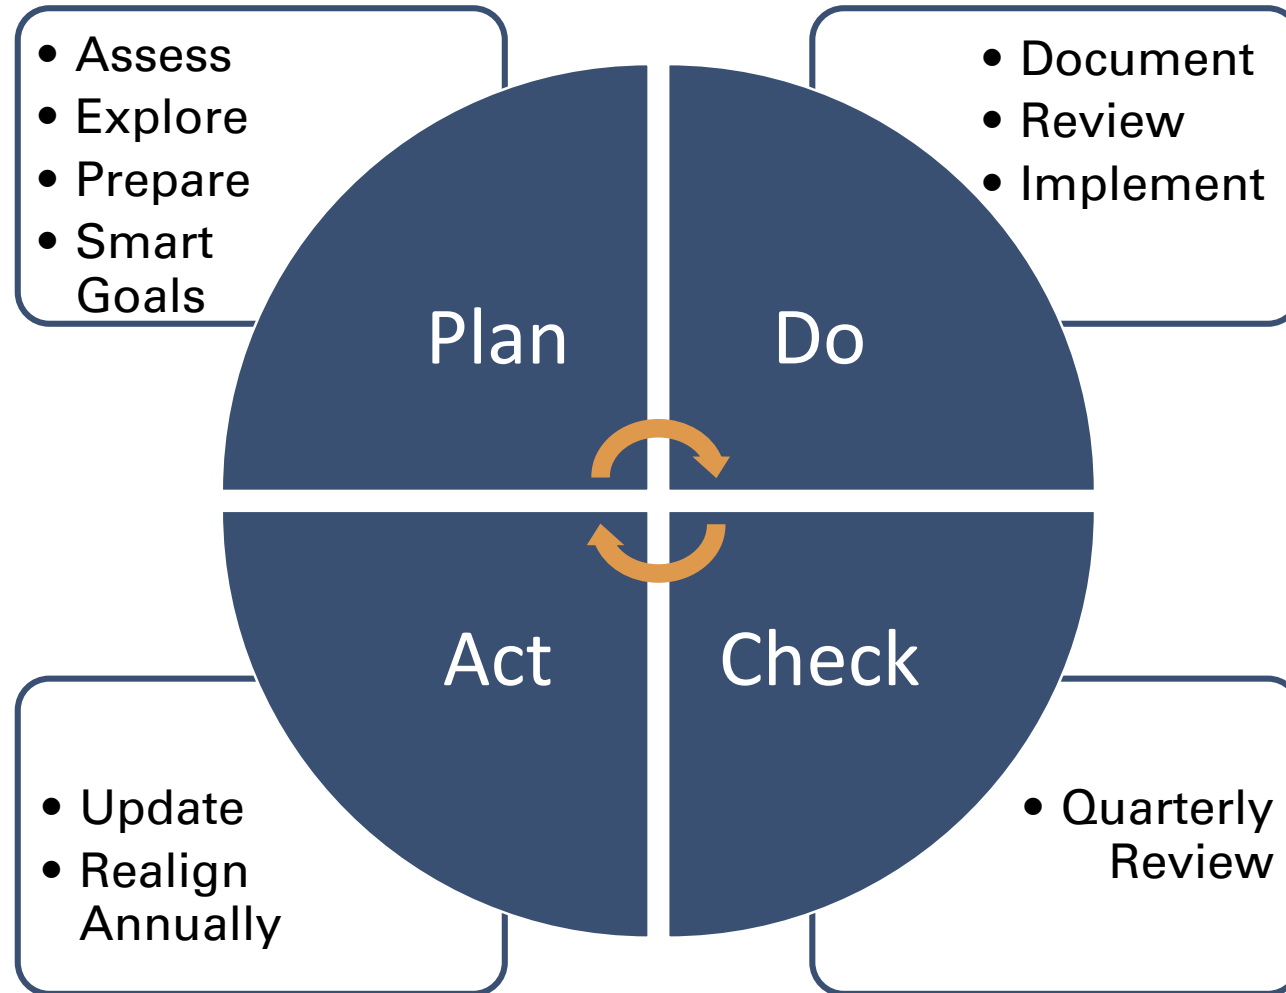 • Assess
• Explore
• Prepare
• Smart
Goals
• Document
• Review
• Implement
Plan
Do
Act
Check
• Update
• Realign
Annually
• Quarterly
Review